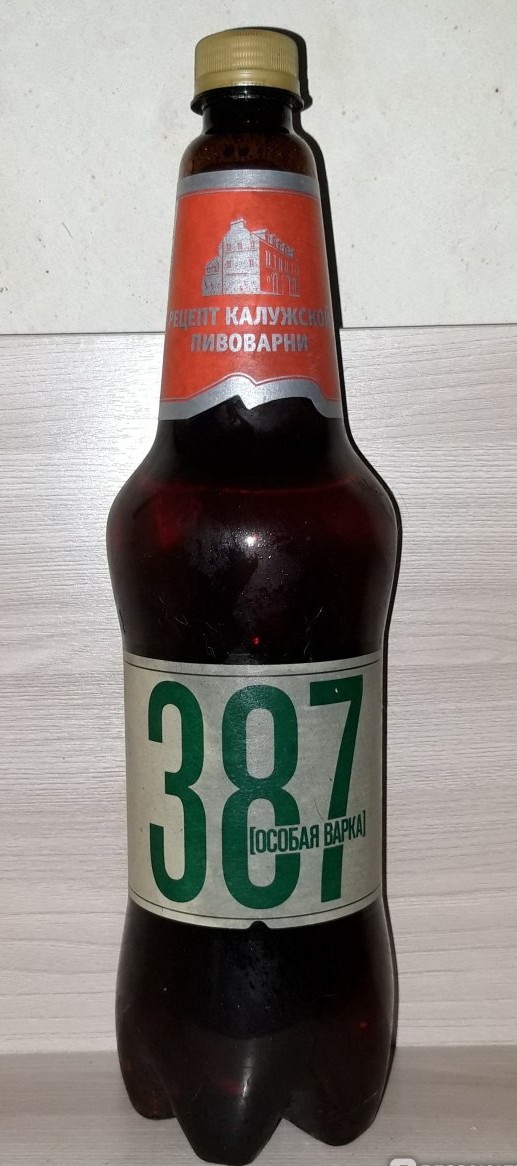 РЕЦЕПТ КАЛУЖСКОЙ
ПИВОВАРНИ
387
[ОСОБАЯ ВАРКА]